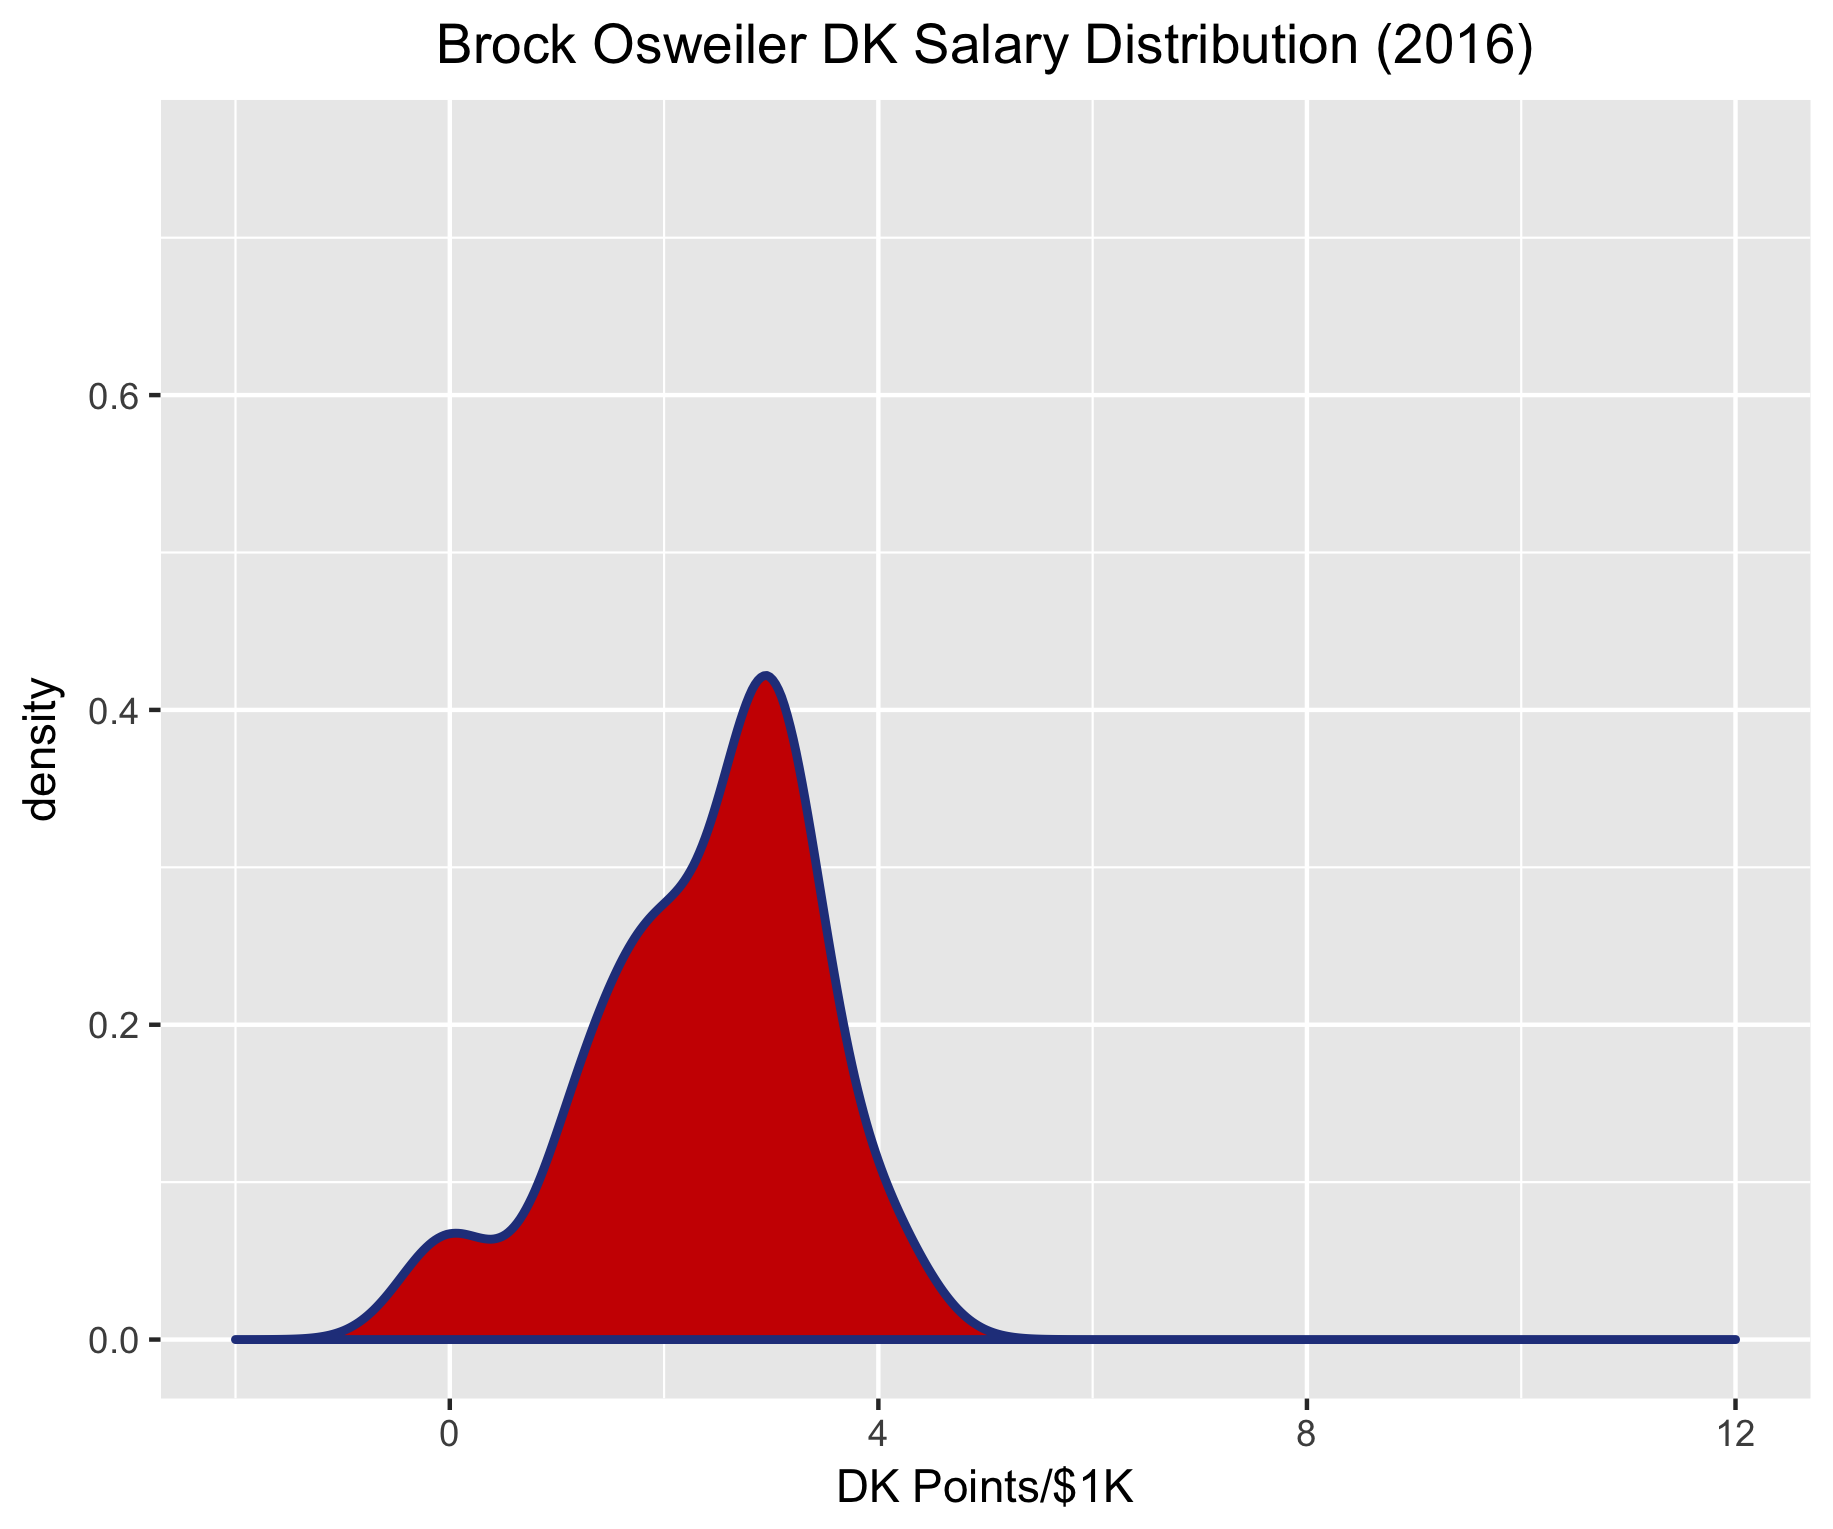 Brock Osweiler DK Salary Distribution (2016)
density
0.6
0.4
0.2
0.0
0 4 8 12
DK Points/$1K